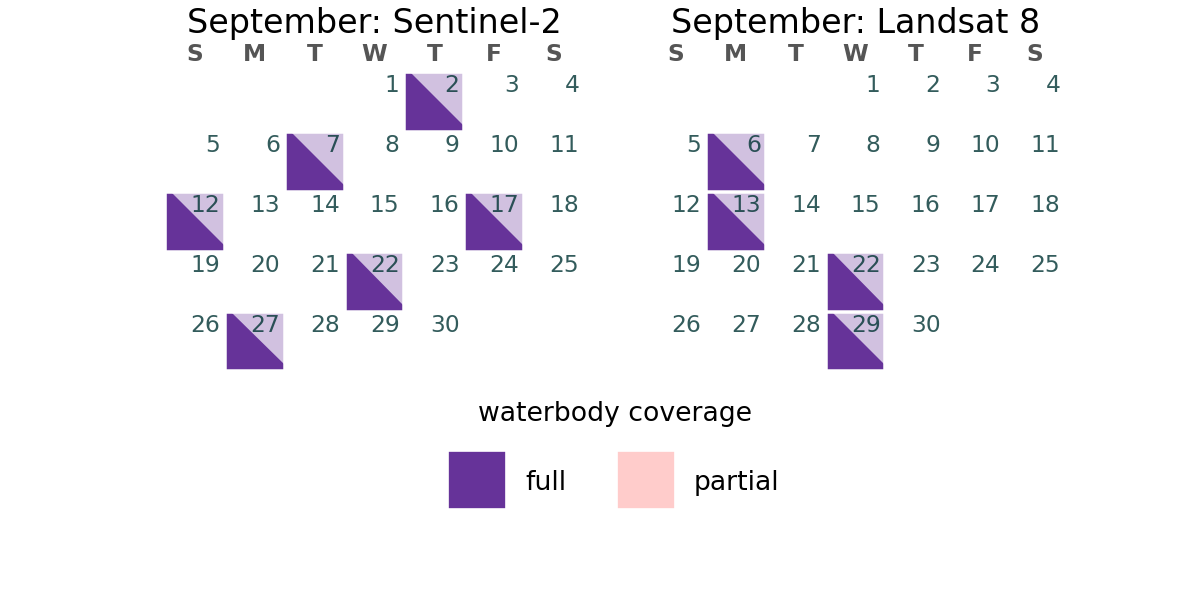 September: Sentinel-2
S M T W T F S
1 2 3 4
5 6 7 8 9 10 11
12 13 14 15 16 17 18
19 20 21 22 23 24 25
26 27 28 29 30
September: Landsat 8
S M T W T F S
1 2 3 4
5 6 7 8 9 10 11
12 13 14 15 16 17 18
19 20 21 22 23 24 25
26 27 28 29 30
waterbody coverage
full partial